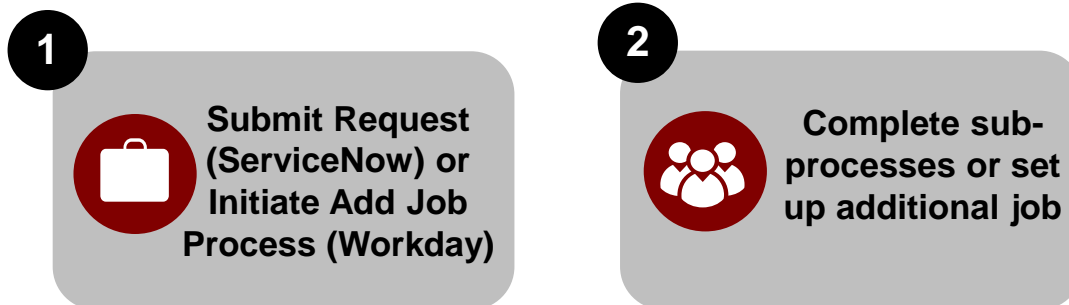 1
Submit Request
(ServiceNow) or
Initiate Add Job
Process (Workday)
2
Complete sub-
processes or set
up additional job